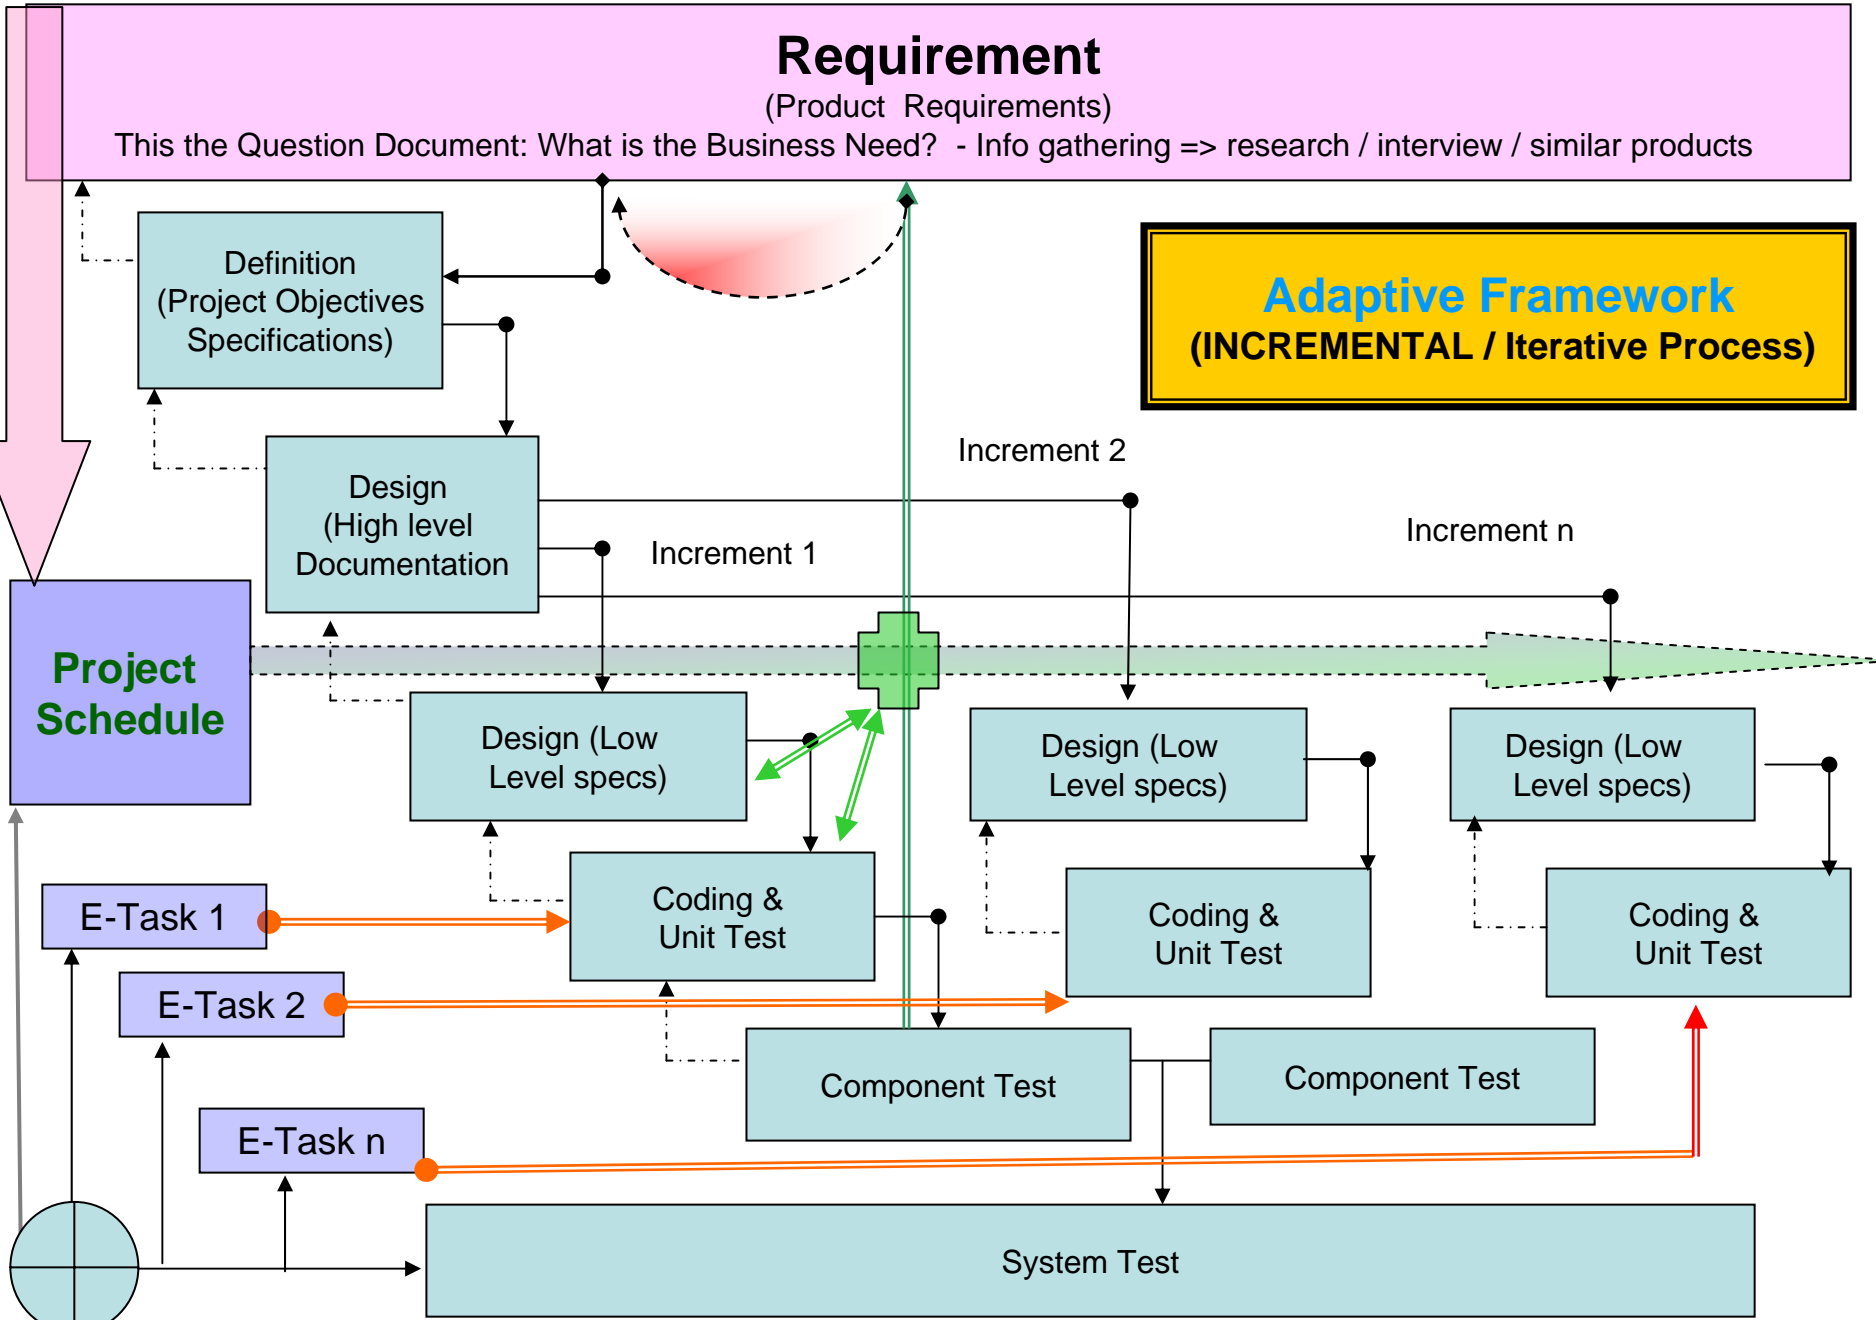 Requirement
(Product  Requirements)
This the Question Document: What is the Business Need?  - Info gathering => research / interview / similar products
Definition
(Project Objectives
Specifications)
Adaptive Framework
(INCREMENTAL / Iterative Process)
Increment 2
Design
(High level
Documentation
Increment 1
Increment n
Project
Schedule
Design (Low
Level specs)
Design (Low
Level specs)
Design (Low
Level specs)
E-Task 1
Coding &
Unit Test
Coding &
Unit Test
Coding &
Unit Test
E-Task 2
Component Test
Component Test
E-Task n
System Test